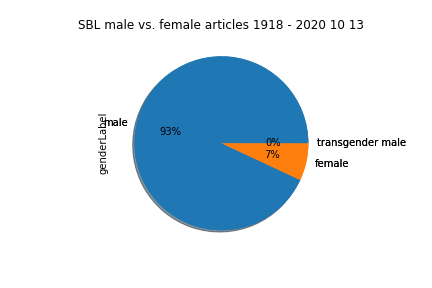 SBL male vs. female articles 1918 - 2020 10 13
genderLabel
male
93%
0%
transgender male
7%
female